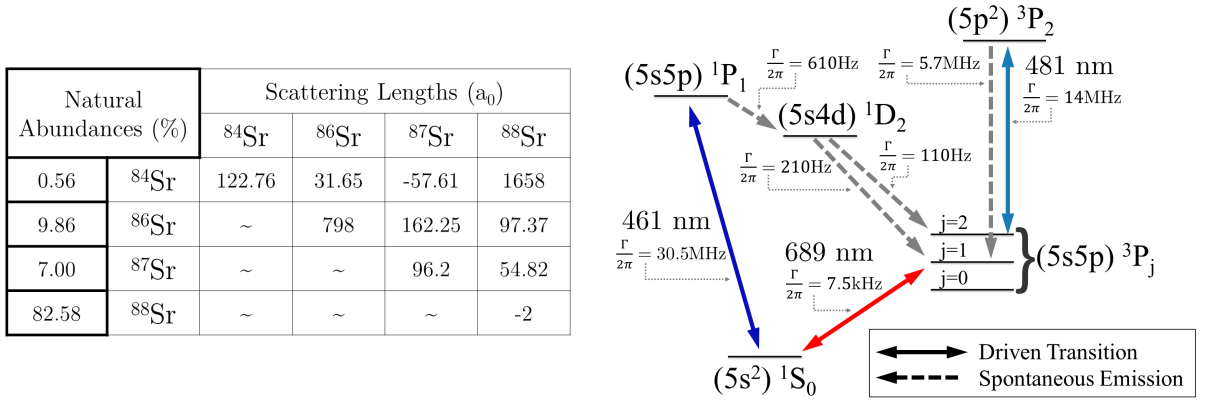 Natural
Abundances (%)
Scattering Lengths (a₀)
⁸⁴Sr ⁸⁶Sr ⁸⁷Sr ⁸⁸Sr
0.56 ⁸⁴Sr 122.76 31.65 -57.61 1658
9.86 ⁸⁶Sr ~ 798 162.25 97.37
7.00 ⁸⁷Sr ~ ~ 96.2 54.82
82.58 ⁸⁸Sr ~ ~ ~ -2
(5p²) ³P₂
(5s5p) ¹P₁
Γ/2π = 610Hz
Γ/2π = 5.7MHz
481 nm
Γ/2π = 14MHz
(5s4d) ¹D₂
Γ/2π = 210Hz
Γ/2π = 110Hz
461 nm
Γ/2π = 30.5MHz
689 nm
Γ/2π = 7.5kHz
j=2
j=1
j=0
(5s5p) ³Pⱼ
(5s²) ¹S₀
Driven Transition
Spontaneous Emission